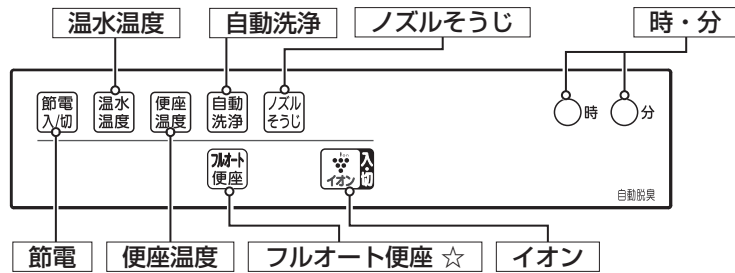 温水温度 自動洗浄 ノズルそうじ 時・分
節電 温水 便座 自動 ノズル
入/切 温度 温度 洗浄 そうじ 時 分
フルオート 入・切
便座 イオン
自動脱臭
節電 便座温度 フルオート便座 ☆ イオン